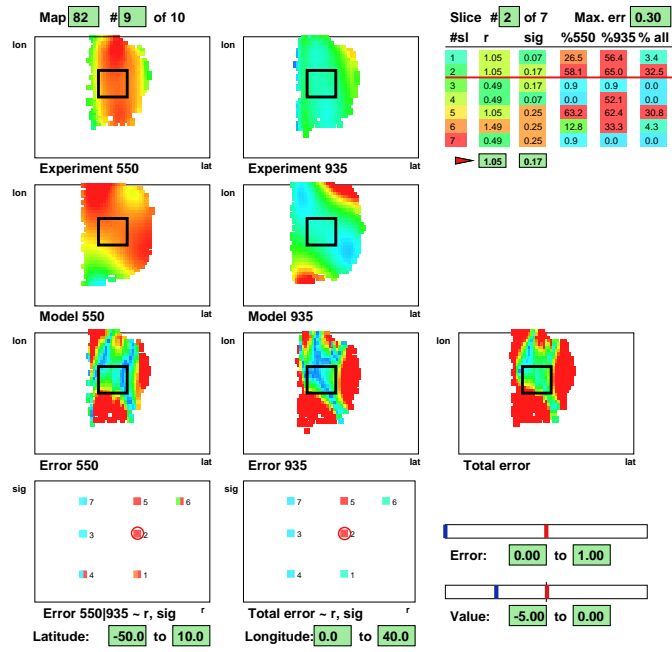 Map 82 # 9 of 10
Slice # 2 of 7 Max. err 0.30
#sl r sig %550 %935 % all
1 1.05 0.07 26.5 56.4 3.4
2 1.05 0.17 58.1 65.0 32.5
3 0.49 0.17 0.9 0.9 0.0
4 0.49 0.07 0.0 52.1 0.0
5 1.05 0.25 63.2 62.4 30.8
6 1.49 0.25 12.8 33.3 4.3
7 0.49 0.25 0.9 0.0 0.0
1.05 0.17
lon
Experiment 550 lat
lon
Experiment 935 lat
lon
Model 550
lon
Model 935
lon
Error 550 lat
lon
Error 935 lat
Total error lat
sig
7 5 6
3 2
4 1
Error 550|935 ~ r, sig r
sig
7 5 6
3 2
4 1
Total error ~ r, sig r
Error: 0.00 to 1.00
Value: -5.00 to 0.00
Latitude: -50.0 to 10.0
Longitude: 0.0 to 40.0